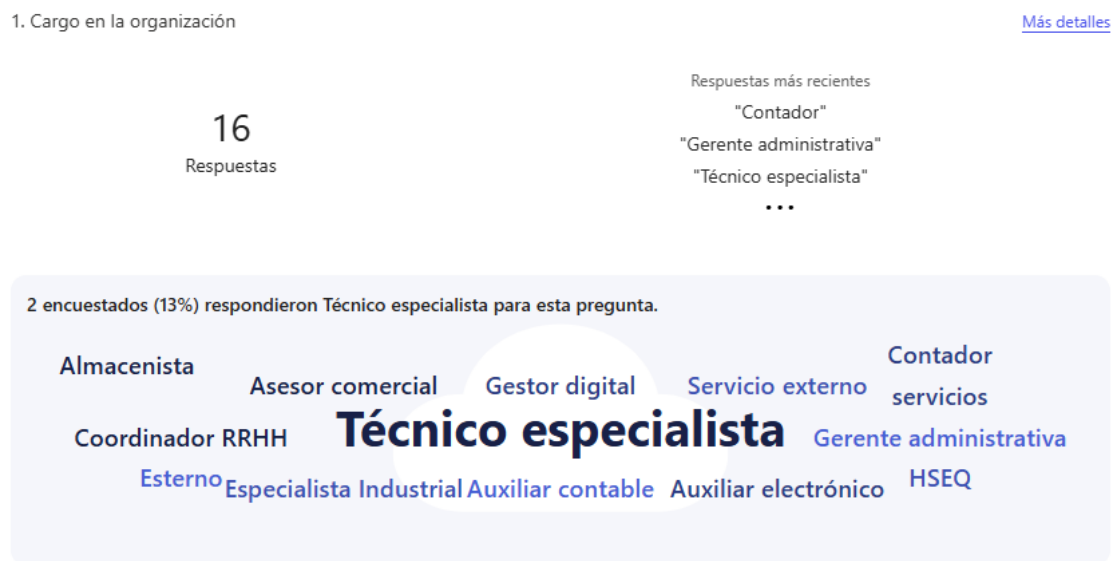 1. Cargo en la organización
Más detalles
16
Respuestas
Respuestas más recientes
"Contador"
"Gerente administrativa"
"Técnico especialista"
...
2 encuestados (13%) respondieron Técnico especialista para esta pregunta.
Almacenista
Asesor comercial
Gestor digital
Servicio externo
Contador
servicios
Coordinador RRHH
Técnico especialista
Gerente administrativa
Esterno
Especialista Industrial
Auxiliar contable
Auxiliar electrónico
HSEQ